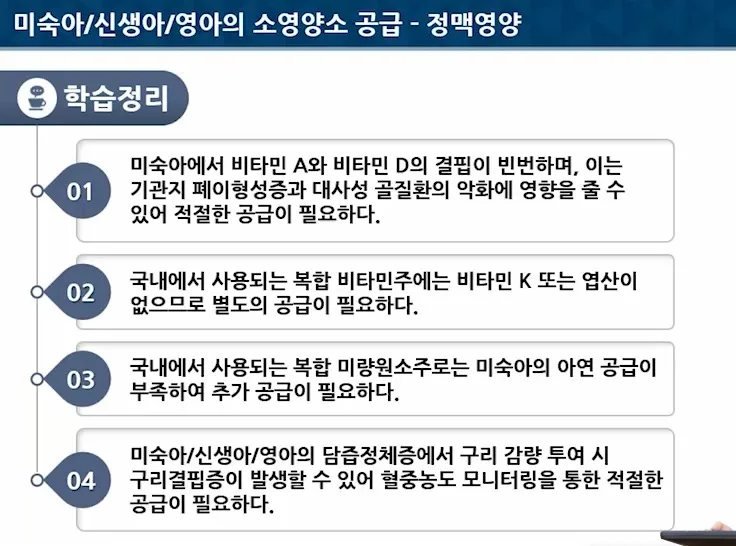 미숙아/신생아/영아의 소영양소 공급 - 정맥영양
학습정리
01
미숙아에서 비타민 A와 비타민 D의 결핍이 빈번하며, 이는
기관지 폐이형성증과 대사성 골질환의 악화에 영향을 줄 수
있어 적절한 공급이 필요하다.
02
국내에서 사용되는 복합 비타민주에는 비타민 K 또는 엽산이
없으므로 별도의 공급이 필요하다.
03
국내에서 사용되는 복합 미량원소주로는 미숙아의 아연 공급이
부족하여 추가 공급이 필요하다.
04
미숙아/신생아/영아의 담즙정체증에서 구리 감량 투여 시
구리결핍증이 발생할 수 있어 혈중농도 모니터링을 통한 적절한
공급이 필요하다.